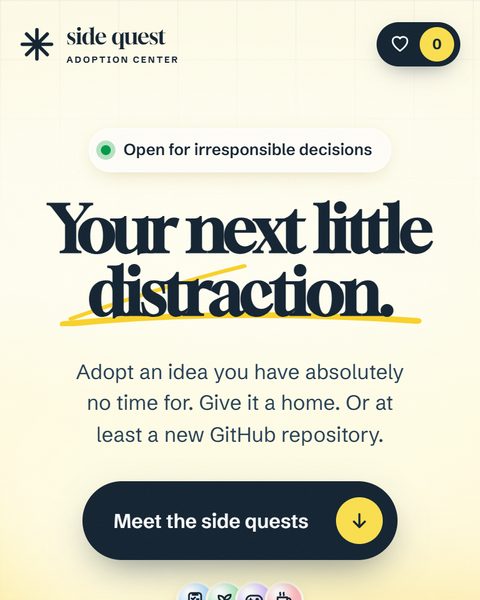 side quest
ADOPTION CENTER
0
Open for irresponsible decisions
Your next little
distraction.
Adopt an idea you have absolutely
no time for. Give it a home. Or at
least a new GitHub repository.
Meet the side quests